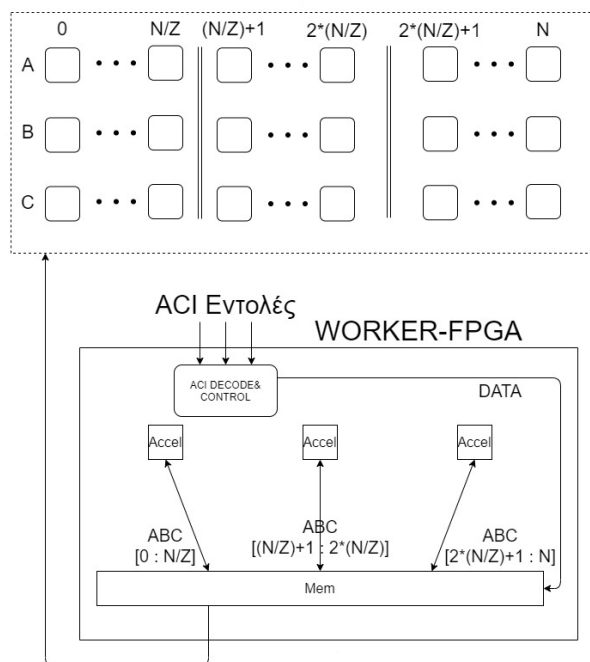 0 N/Z (N/Z)+1 2*(N/Z) 2*(N/Z)+1 N
A
B
C
ACI Εντολές
WORKER-FPGA
ACI DECODE&
CONTROL
DATA
Accel Accel Accel
ABC ABC ABC
[0 : N/Z] [(N/Z)+1 : 2*(N/Z)] [2*(N/Z)+1 : N]
Mem